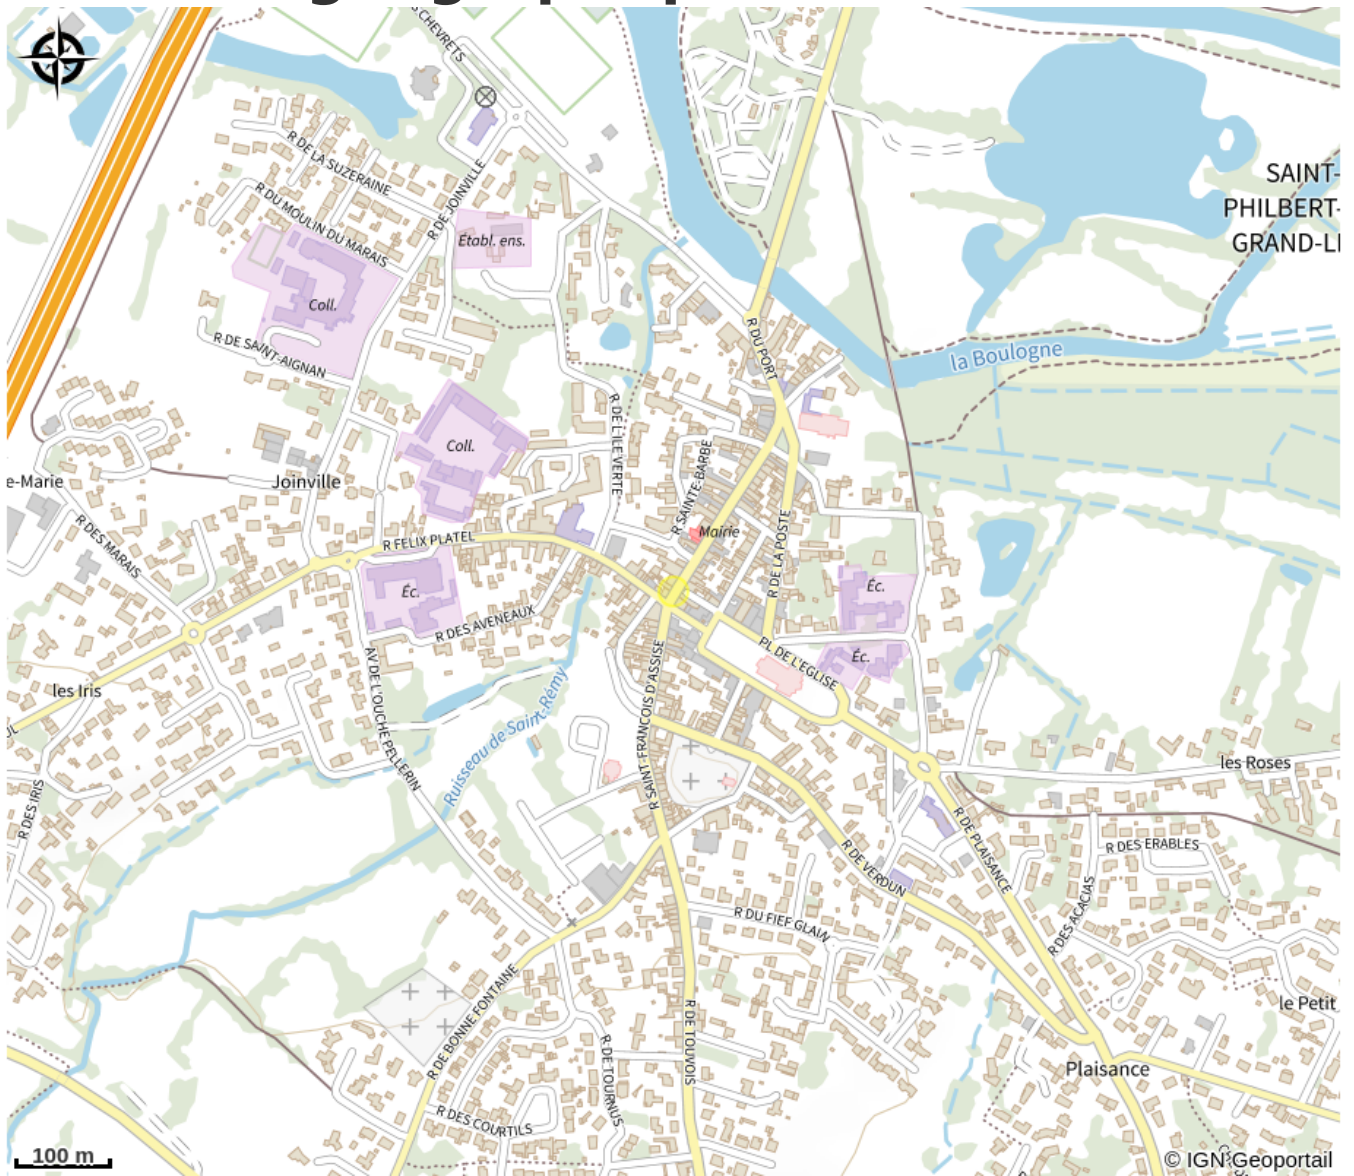 S CHEVRETS
R DE LA SUZERAINE
R DE JOINVILLE
SAINT-
PHILBERT-
GRAND-LI
R DU MOULIN DU MARAIS
Établ. ens.
Coll.
R DU PORT
R DE SAINT-AIGNAN
la Boulogne
R DE L'ILE VERTE
Coll.
R SAINTE-BARBE
e-Marie
Joinville
R DES MARAIS
R FELIX PLATEL
Mairie
R DE LA POSTE
Éc.
Éc.
R DES AVENEAUX
PL DE L'EGLISE
Éc.
les Iris
AV DE L'OUCHE PELLERIN
Ruisseau de Saint-Rémy
R SAINT-FRANCOIS D'ASSISE
les Roses
R DES IRIS
R DE PLAISANCE
R DES ERABLES
R DE VERDUN
R DES ACACIAS
R DU FIEF GLAIN
R DE BONNE FONTAINE
R DE TOUVOIS
le Petit
R DE TOURNUS
Plaisance
R DES COURTILS
100 m
© IGN-Geoportail